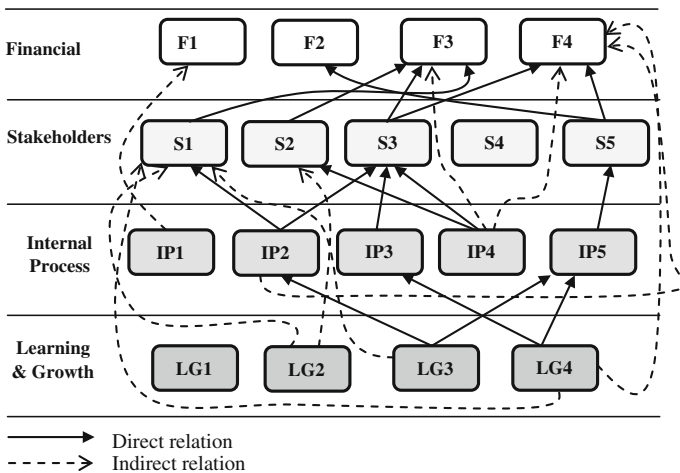 Financial
F1 F2 F3 F4
Stakeholders
S1 S2 S3 S4 S5
Internal
Process
IP1 IP2 IP3 IP4 IP5
Learning
& Growth
LG1 LG2 LG3 LG4
Direct relation
Indirect relation